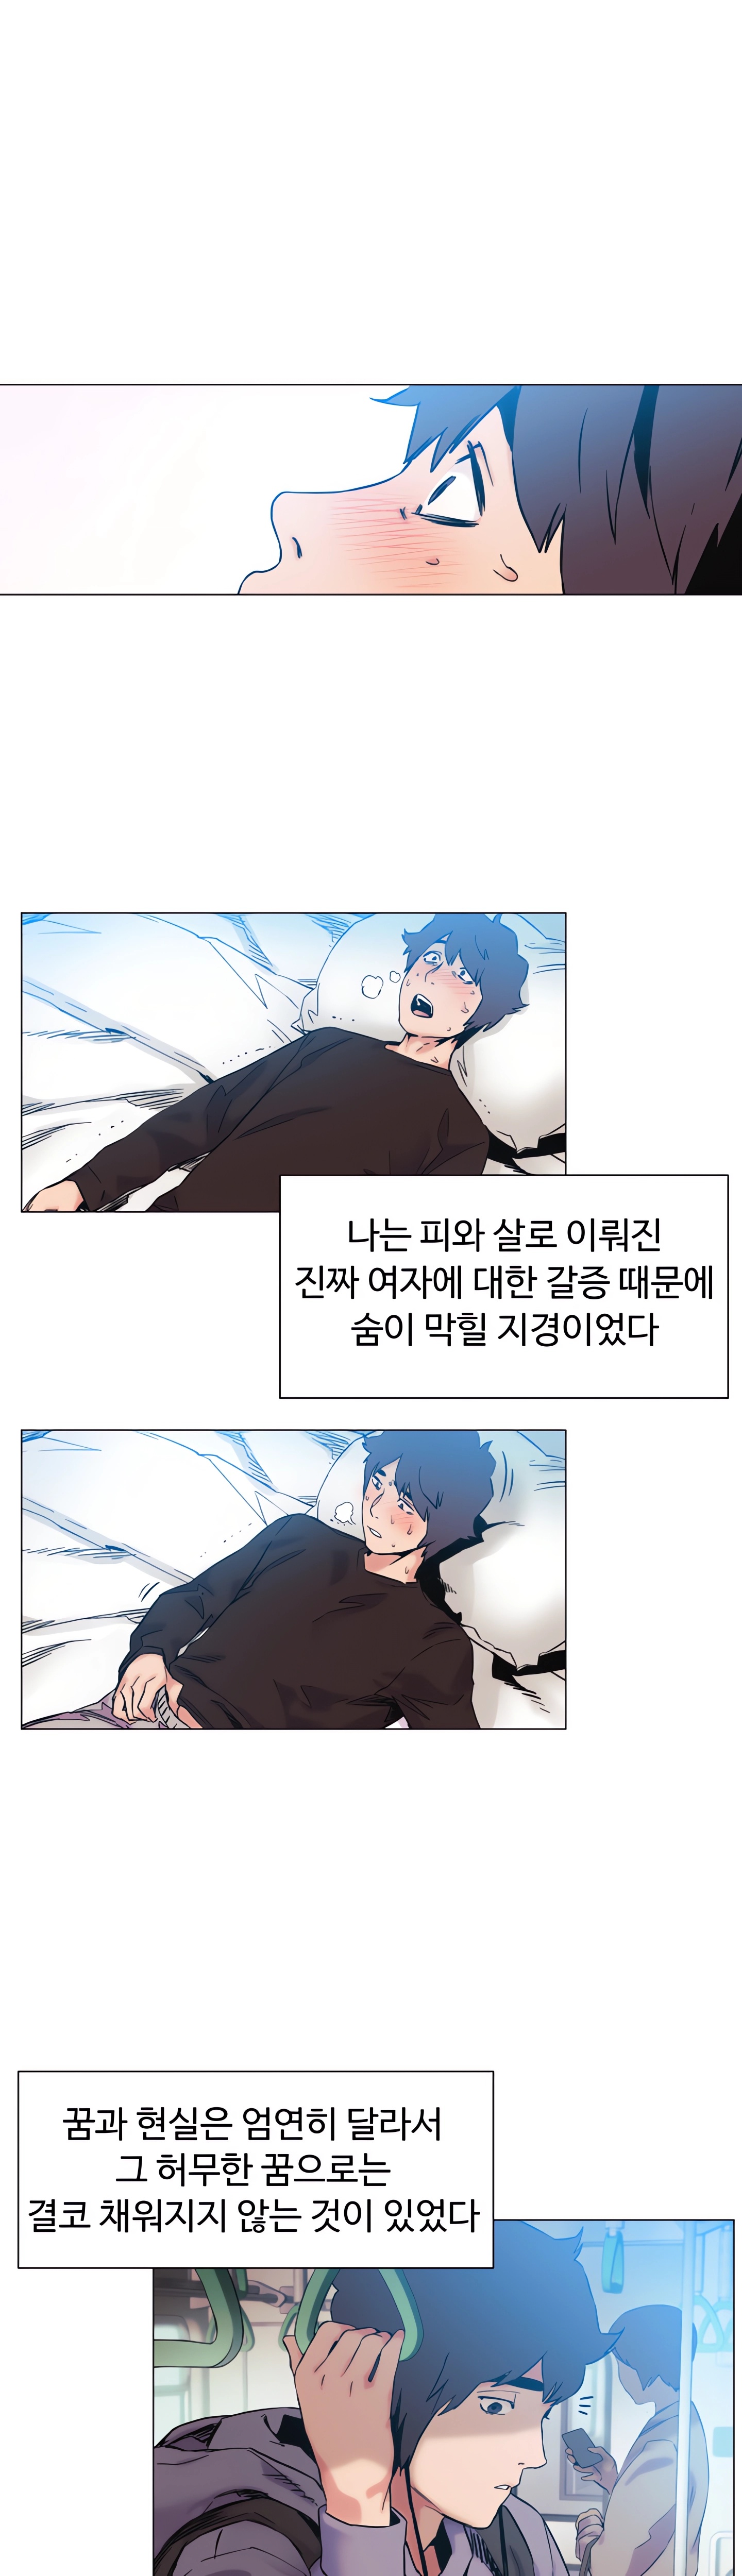 나는 피와 살로 이뤄진
진짜 여자에 대한 갈증 때문에
숨이 막힐 지경이었다
꿈과 현실은 엄연히 달라서
그 허무한 꿈으로는
결코 채워지지 않는 것이 있었다